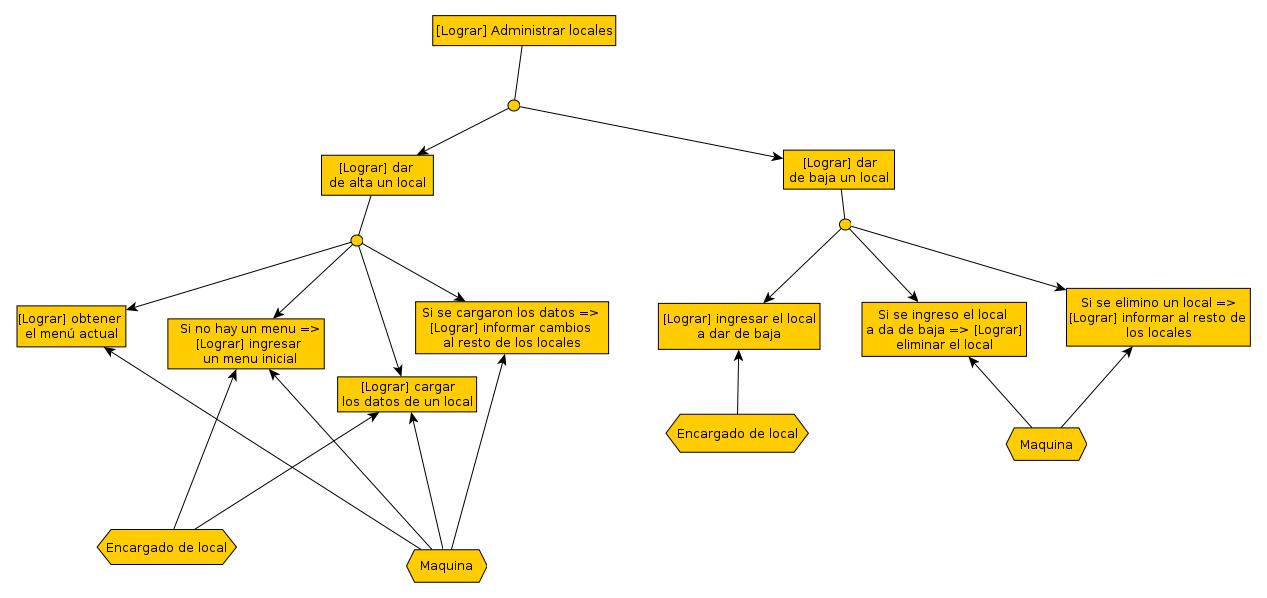 [Lograr] Administrar locales
[Lograr] dar
de alta un local
[Lograr] dar
de baja un local
[Lograr] obtener
el menú actual
Si no hay un menu =>
[Lograr] ingresar
un menu inicial
[Lograr] cargar
los datos de un local
Si se cargaron los datos =>
[Lograr] informar cambios
al resto de los locales
[Lograr] ingresar el local
a dar de baja
Si se ingreso el local
a da de baja => [Lograr]
eliminar el local
Si se elimino un local =>
[Lograr] informar al resto de
los locales
Encargado de local
Maquina
Encargado de local
Maquina